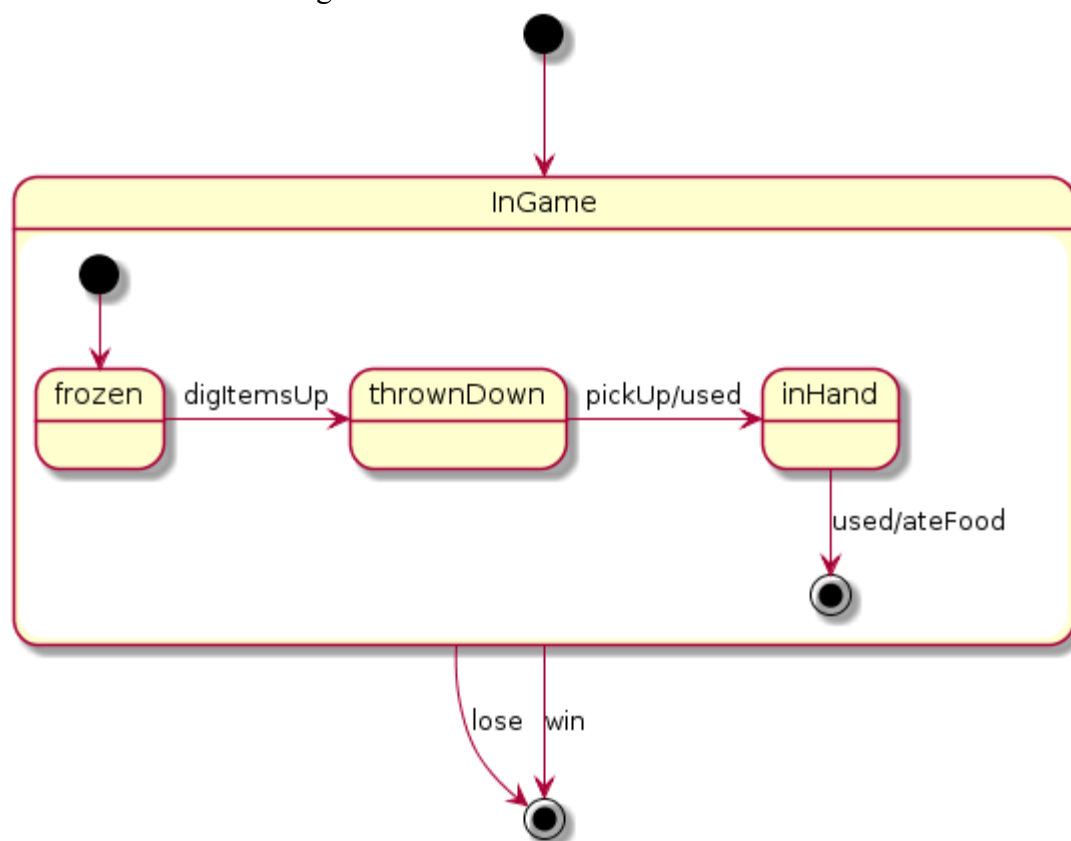 InGame
frozen
digItemsUp
thrownDown
pickUp/used
inHand
used/ateFood
lose
win